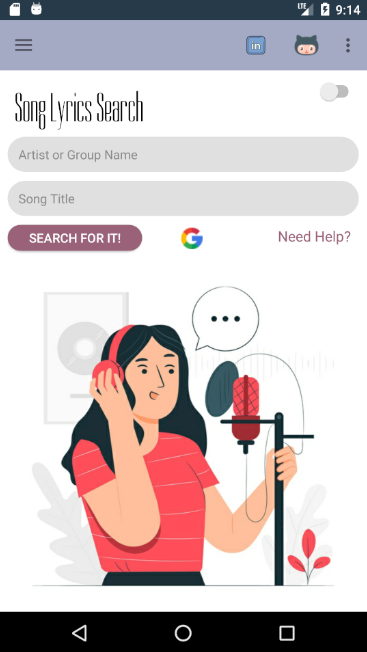 LTE 9:14
in
Song Lyrics Search
Artist or Group Name
Song Title
SEARCH FOR IT!
G
Need Help?